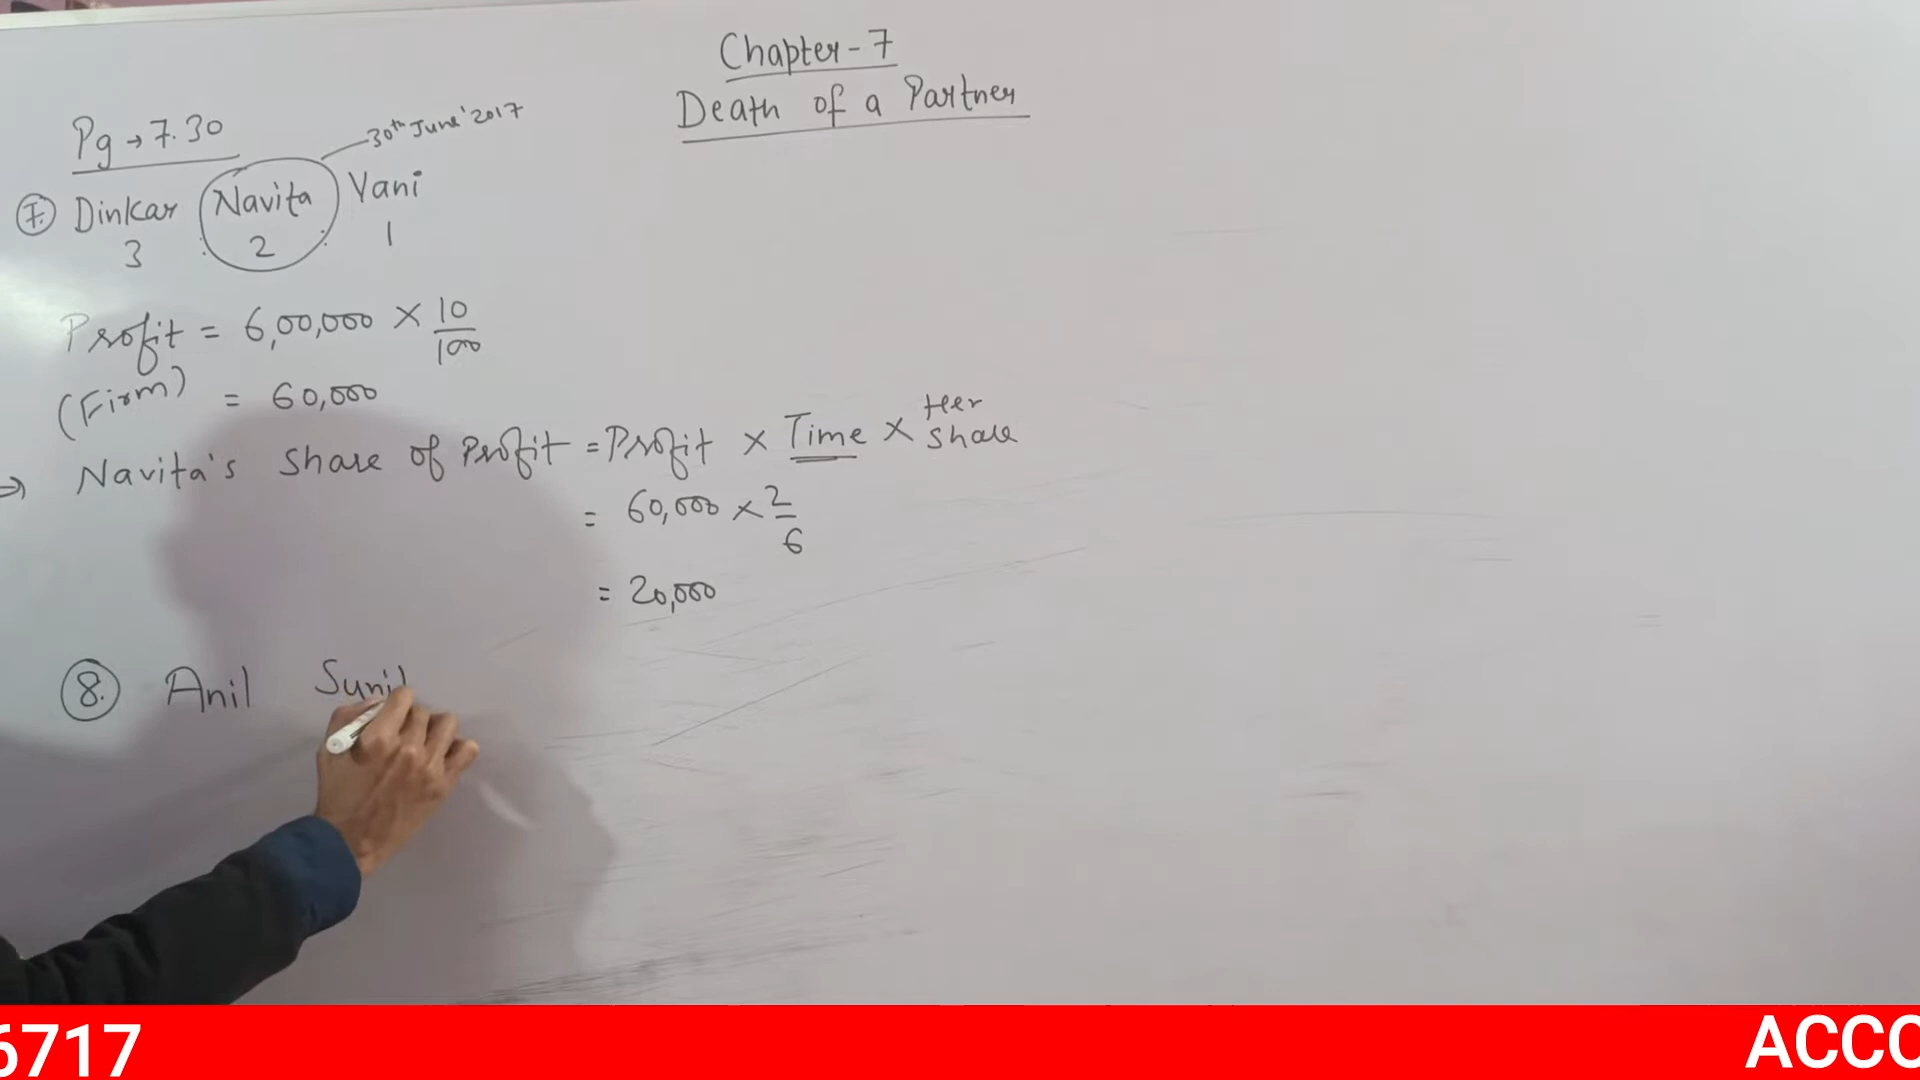 Chapter-7
Death of a Partner
Pg → 7.30
30th June' 2017
7. Dinkar Navita Vani
3 2 1
Profit = 6,00,000 × 10/100
(Firm) = 60,000
⇒ Navita's share of Profit = Profit × Time × Her share
= 60,000 × 2/6
= 20,000
8. Anil Sunil
6717 ACCO